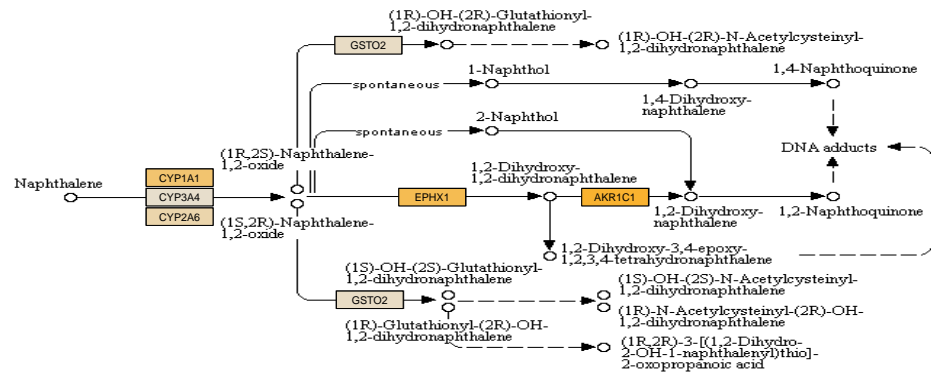 (1R)-OH-(2R)-Glutathionyl-
1,2-dihydronaphthalene
GSTO2
(1R)-OH-(2R)-N-Acetylcysteinyl-
1,2-dihydronaphthalene
1-Naphthol
1,4-Naphthoquinone
spontaneous
1,4-Dihydroxy-
naphthalene
2-Naphthol
spontaneous
DNA adducts
(1R,2S)-Naphthalene-
1,2-oxide
1,2-Dihydroxy-
1,2-dihydronaphthalene
Naphthalene
CYP1A1
CYP3A4
CYP2A6
EPHX1
AKR1C1
1,2-Dihydroxy-
naphthalene
1,2-Naphthoquinone
(1S,2R)-Naphthalene-
1,2-oxide
1,2-Dihydroxy-3,4-epoxy-
1,2,3,4-tetrahydronaphthalene
(1S)-OH-(2S)-Glutathionyl-
1,2-dihydronaphthalene
GSTO2
(1S)-OH-(2S)-N-Acetylcysteinyl-
1,2-dihydronaphthalene
(1R)-N-Acetylcysteinyl-(2R)-OH-
1,2-dihydronaphthalene
(1R)-Glutathionyl-(2R)-OH-
1,2-dihydronaphthalene
(1R,2R)-3-[(1,2-Dihydro-
2-OH-1-naphthalenyl)thio]-
2-oxopropanoic acid